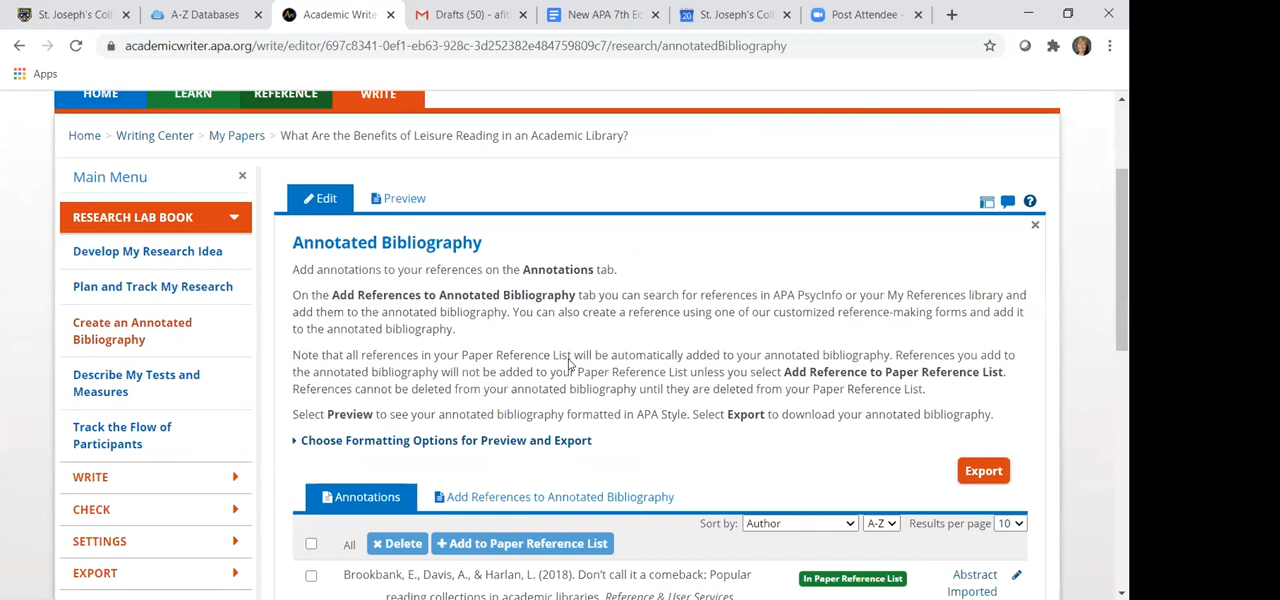 St. Joseph's Coll
A-Z Databases
Academic Write
Drafts (50) - afit
New APA 7th Ec
20
St. Joseph's Coll
Post Attendee -
academicwriter.apa.org/write/editor/697c8341-0ef1-eb63-928c-3d252382e484759809c7/research/annotatedBibliography
Apps
HOME
LEARN
REFERENCE
WRITE
Home > Writing Center > My Papers > What Are the Benefits of Leisure Reading in an Academic Library?
Main Menu
RESEARCH LAB BOOK
Develop My Research Idea
Plan and Track My Research
Create an Annotated
Bibliography
Describe My Tests and
Measures
Track the Flow of
Participants
WRITE
CHECK
SETTINGS
EXPORT
Edit
Preview
Annotated Bibliography
Add annotations to your references on the Annotations tab.
On the Add References to Annotated Bibliography tab you can search for references in APA PsycInfo or your My References library and
add them to the annotated bibliography. You can also create a reference using one of our customized reference-making forms and add it
to the annotated bibliography.
Note that all references in your Paper Reference List will be automatically added to your annotated bibliography. References you add to
the annotated bibliography will not be added to your Paper Reference List unless you select Add Reference to Paper Reference List.
References cannot be deleted from your annotated bibliography until they are deleted from your Paper Reference List.
Select Preview to see your annotated bibliography formatted in APA Style. Select Export to download your annotated bibliography.
Choose Formatting Options for Preview and Export
Export
Annotations
Add References to Annotated Bibliography
Sort by: Author A-Z Results per page 10
All
Delete
Add to Paper Reference List
Brookbank, E., Davis, A., & Harlan, L. (2018). Don't call it a comeback: Popular
reading collections in academic libraries. Reference & User Services
In Paper Reference List
Abstract
Imported